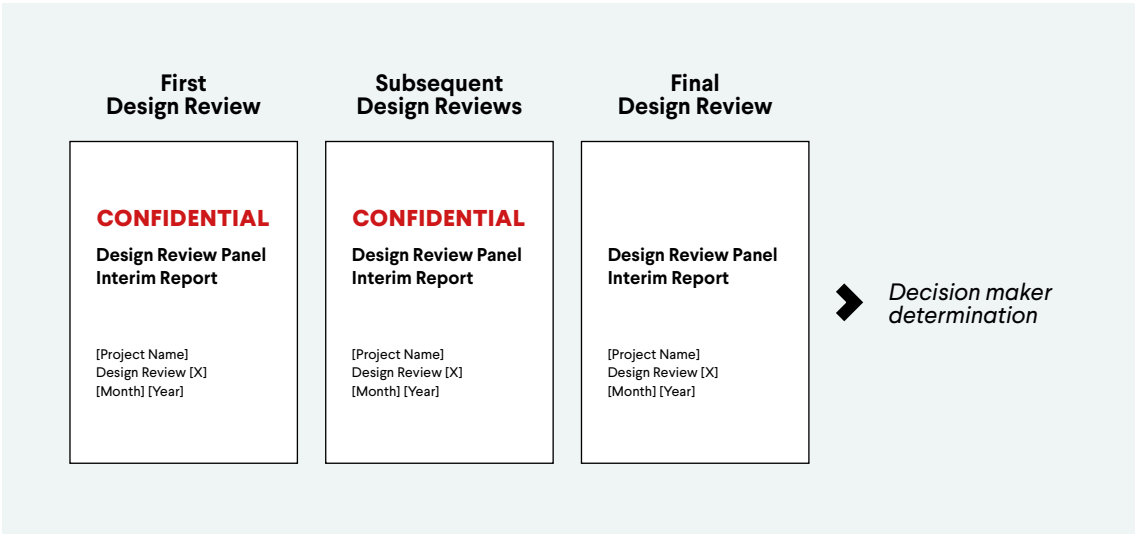 First
Design Review
CONFIDENTIAL
Design Review Panel
Interim Report
[Project Name]
Design Review [X]
[Month] [Year]
Subsequent
Design Reviews
CONFIDENTIAL
Design Review Panel
Interim Report
[Project Name]
Design Review [X]
[Month] [Year]
Final
Design Review
Design Review Panel
Interim Report
[Project Name]
Design Review [X]
[Month] [Year]
Decision maker
determination